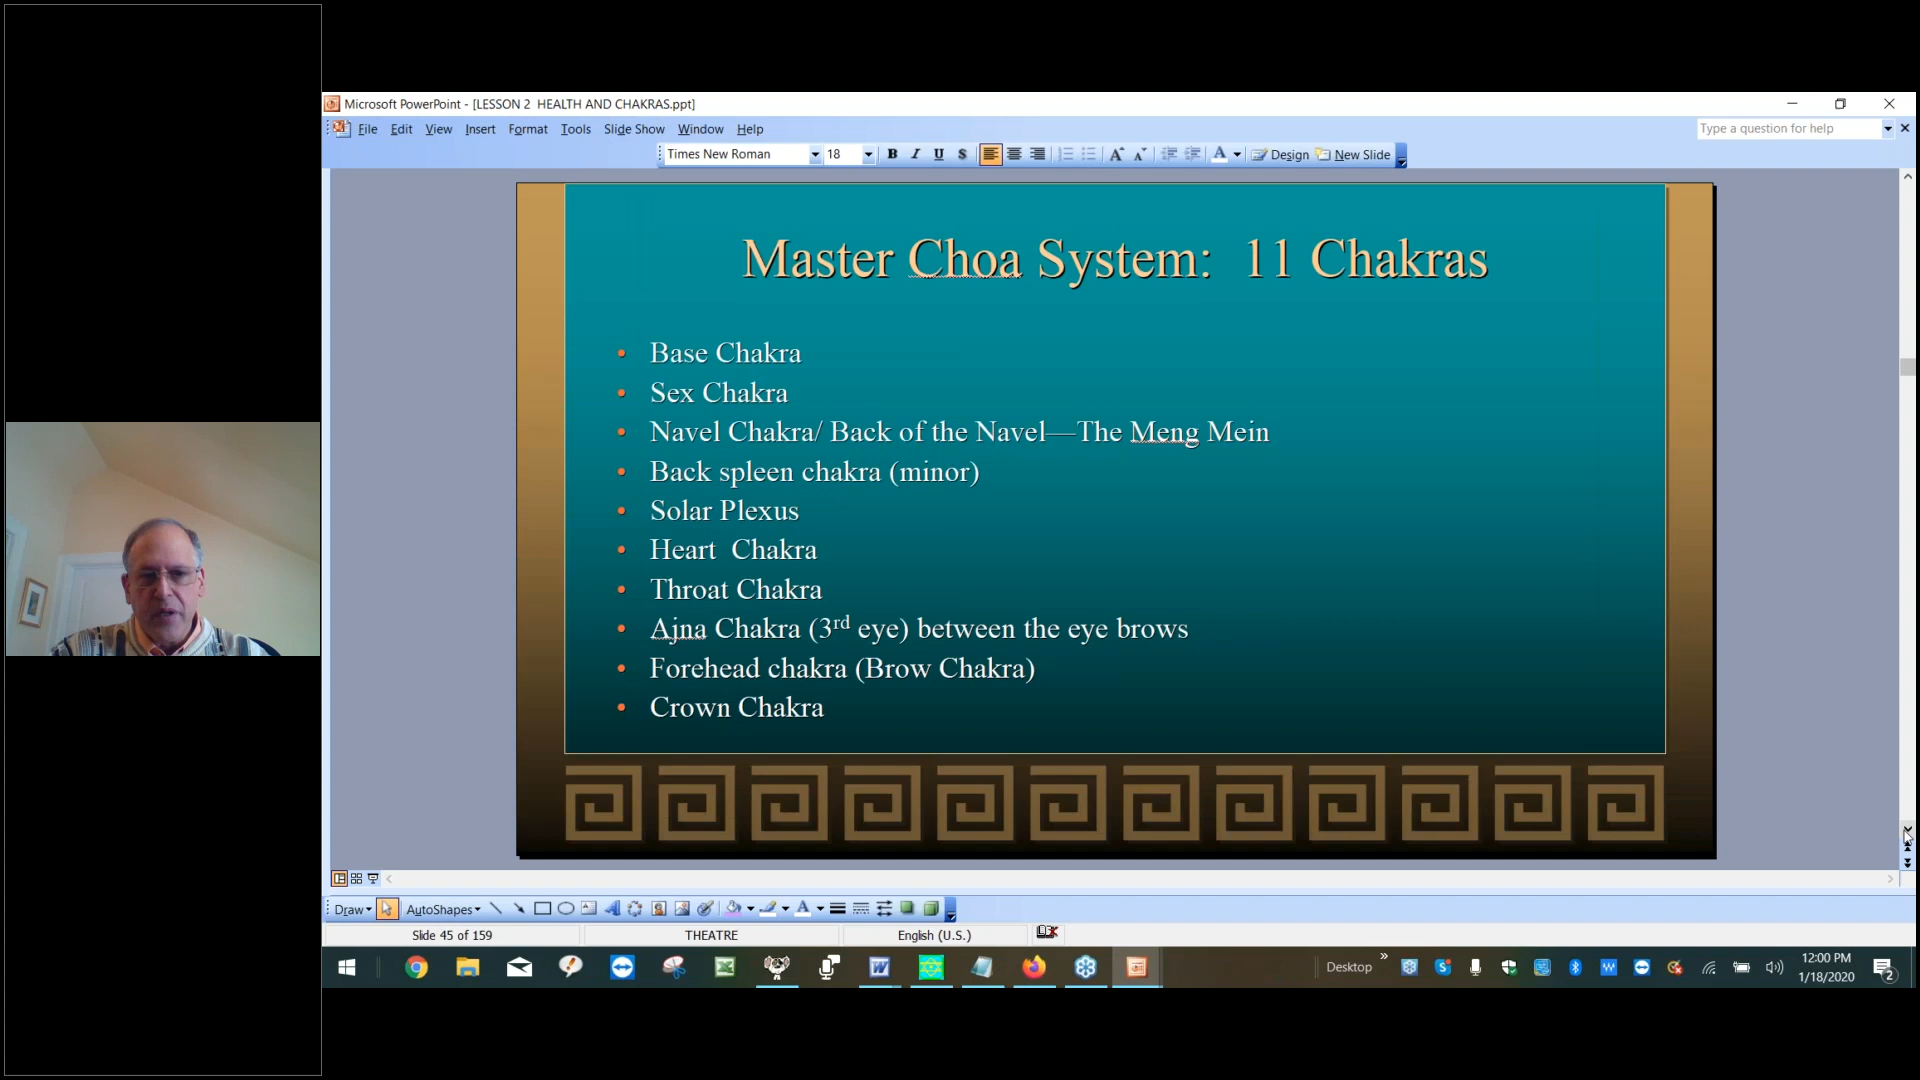 Microsoft PowerPoint - [LESSON 2  HEALTH AND CHAKRAS.ppt]
File Edit View Insert Format Tools Slide Show Window Help
Type a question for help
Times New Roman 18 B I U S A A A Design New Slide
Master Choa System:  11 Chakras
• Base Chakra
• Sex Chakra
• Navel Chakra/ Back of the Navel—The Meng Mein
• Back spleen chakra (minor)
• Solar Plexus
• Heart  Chakra
• Throat Chakra
• Ajna Chakra (3rd eye) between the eye brows
• Forehead chakra (Brow Chakra)
• Crown Chakra
Draw AutoShapes A
Slide 45 of 159 THEATRE English (U.S.)
Desktop
12:00 PM
1/18/2020
2